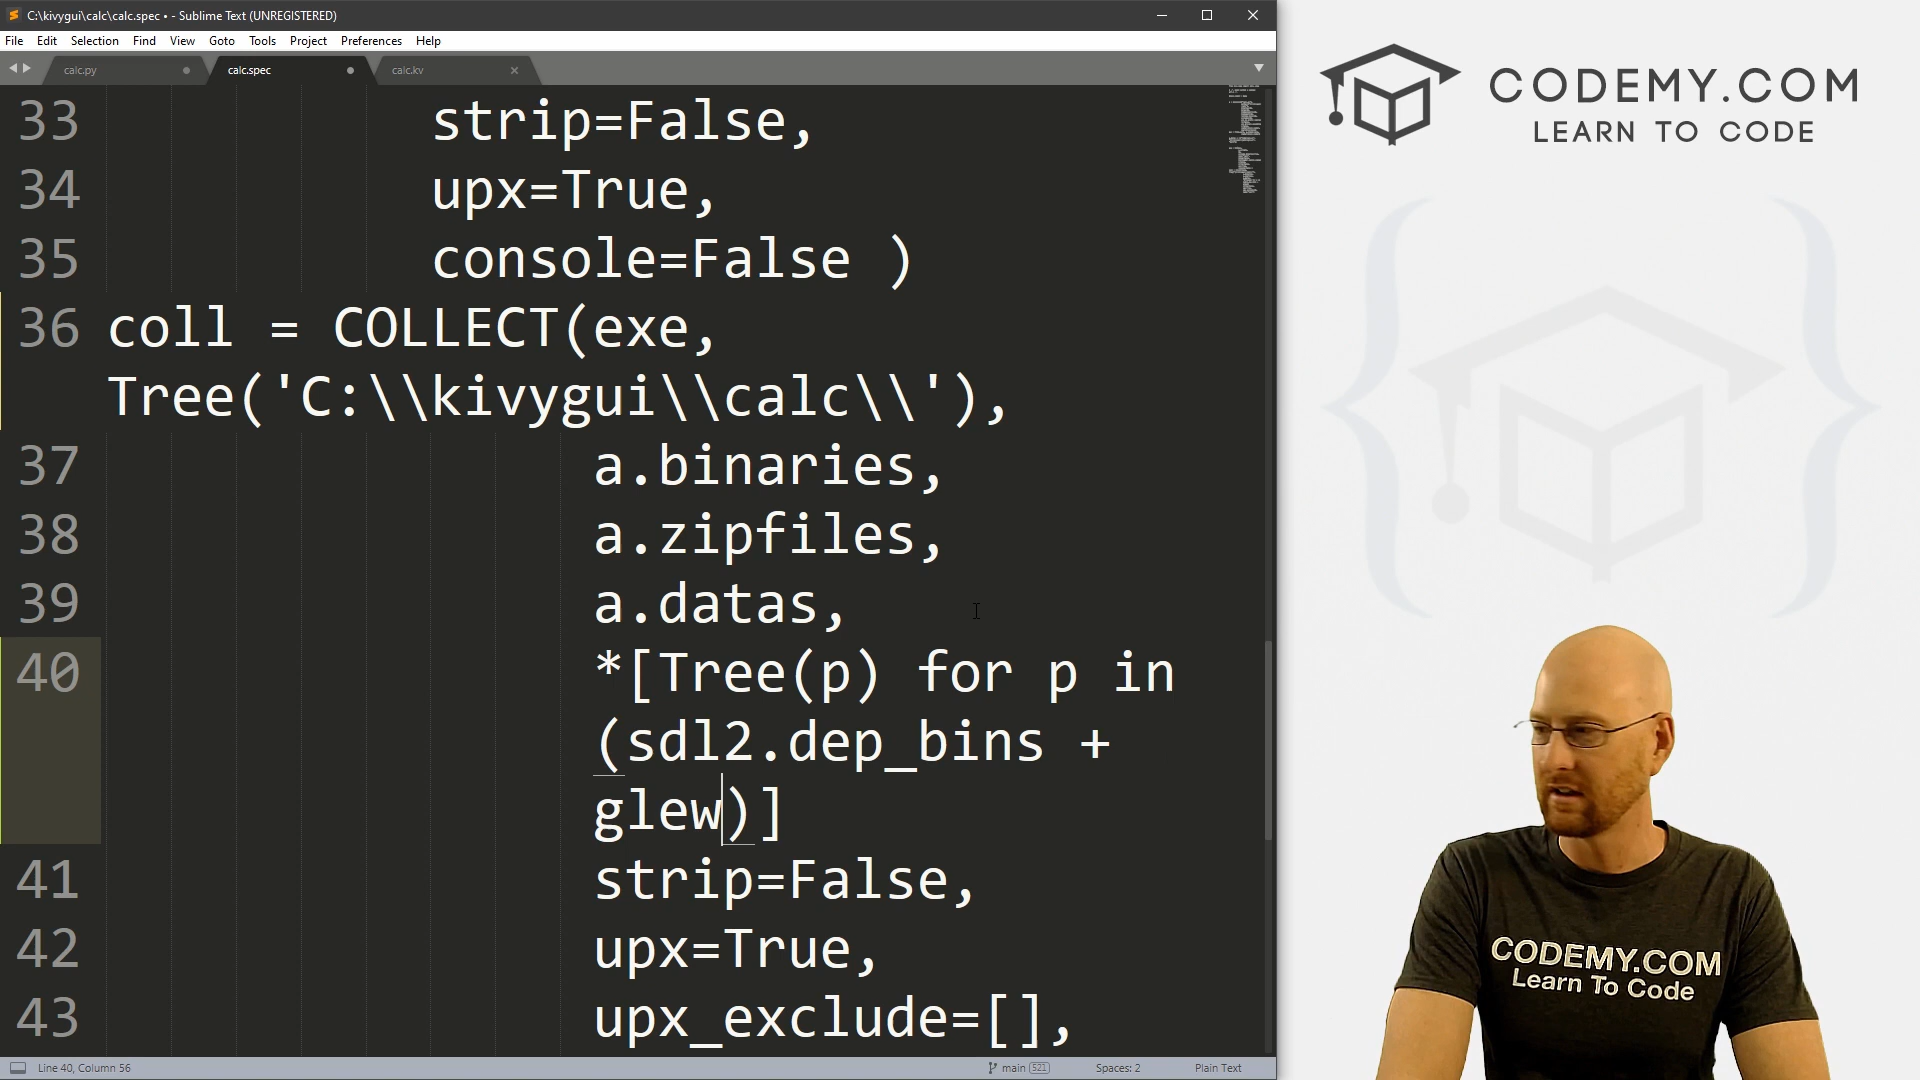 C:\kivygui\calc\calc.spec • - Sublime Text (UNREGISTERED)
File Edit Selection Find View Goto Tools Project Preferences Help
calc.py calc.spec calc.kv
33 strip=False,
34 upx=True,
35 console=False )
36 coll = COLLECT(exe,
Tree('C:\\kivygui\\calc\\'),
37 a.binaries,
38 a.zipfiles,
39 a.datas,
40 *[Tree(p) for p in
(sdl2.dep_bins +
glew)]
41 strip=False,
42 upx=True,
43 upx_exclude=[],
Line 40, Column 56 main 521 Spaces: 2 Plain Text
CODEMY.COM
LEARN TO CODE
CODEMY.COM
Learn To Code